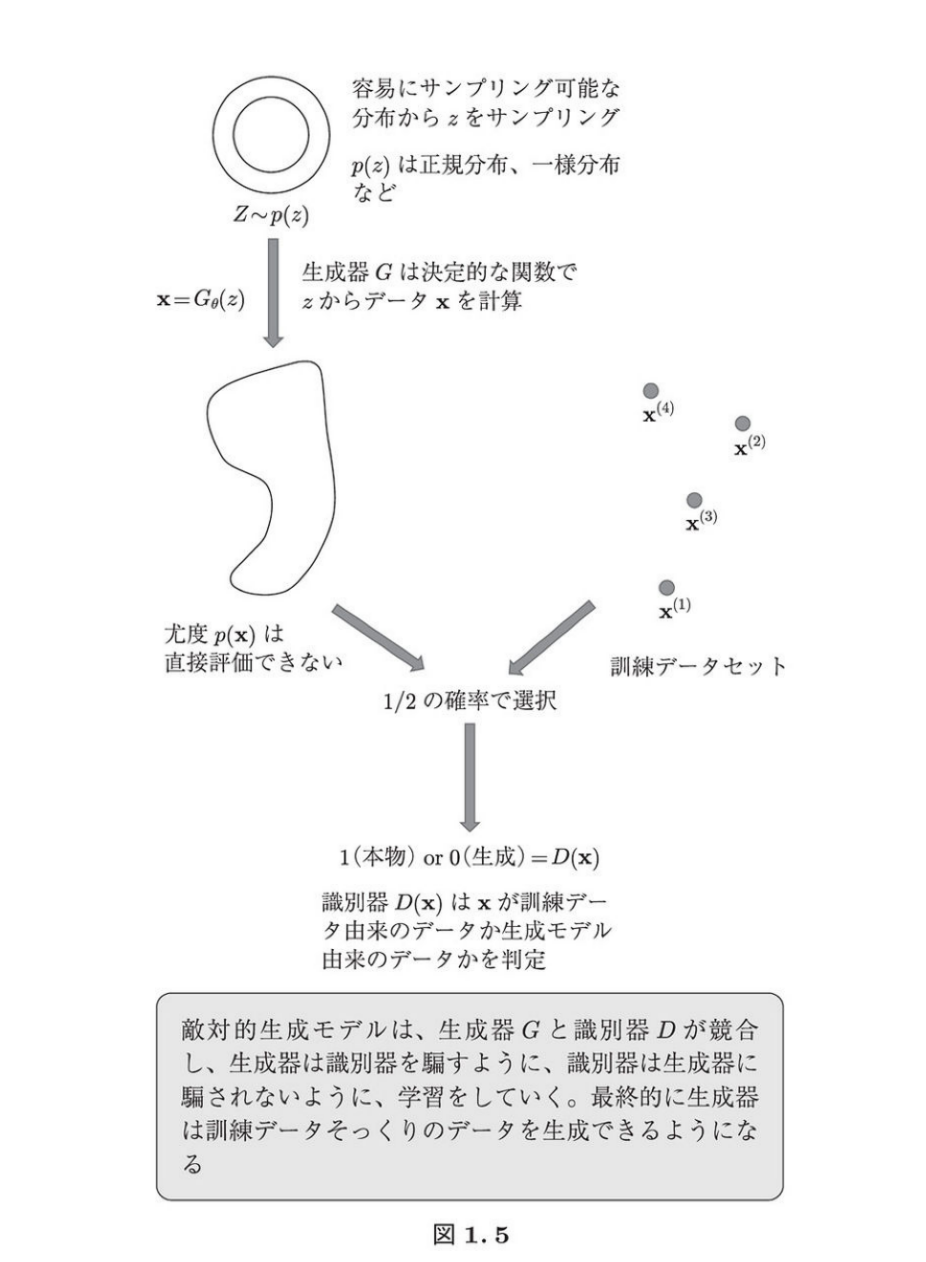 容易にサンプリング可能な
分布から z をサンプリング
p(z) は正規分布、一様分布
など
Z~p(z)
生成器 G は決定的な関数で
z からデータ x を計算
x=G_θ(z)
x^(4)
x^(2)
x^(3)
x^(1)
尤度 p(x) は
直接評価できない
訓練データセット
1/2 の確率で選択
1(本物) or 0(生成)=D(x)
識別器 D(x) は x が訓練デー
タ由来のデータか生成モデル
由来のデータかを判定
敵対的生成モデルは、生成器 G と識別器 D が競合
し、生成器は識別器を騙すように、識別器は生成器に
騙されないように、学習をしていく。最終的に生成器
は訓練データそっくりのデータを生成できるようにな
る
図 1.5